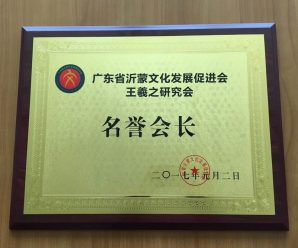 广东省沂蒙文化发展促进会
王羲之研究会
名誉会长
二〇一七年元月二日